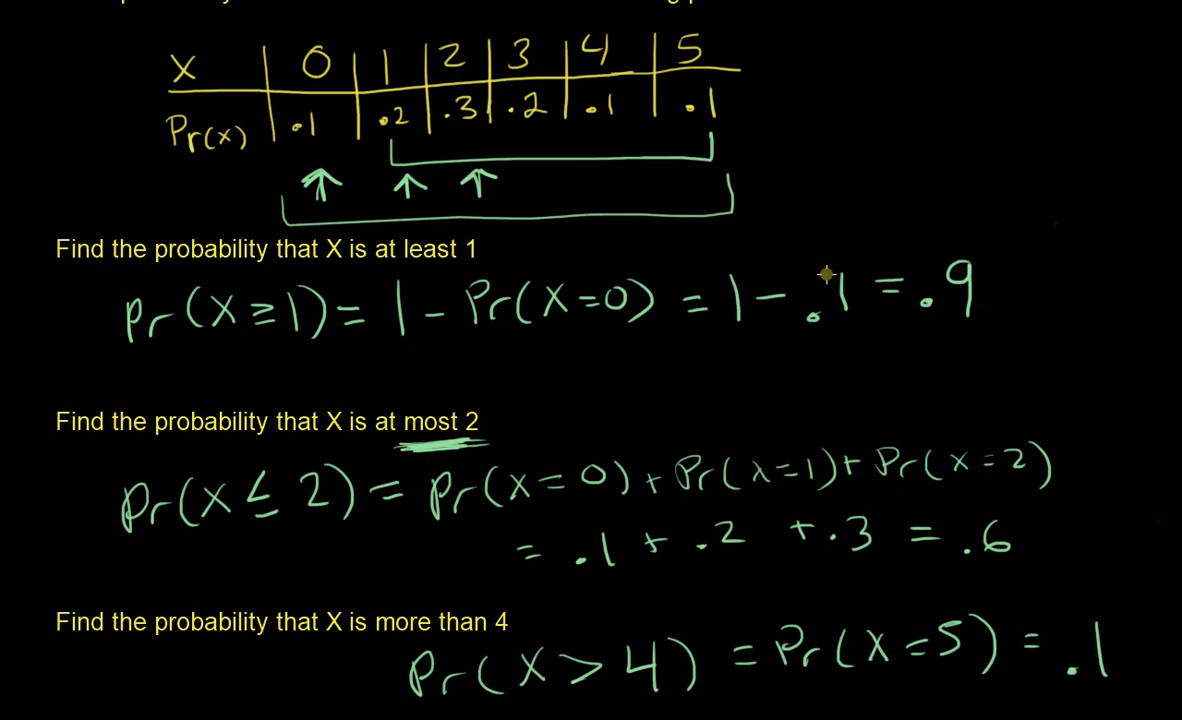 X 0 1 2 3 4 5
Pr(x) .1 .2 .3 .2 .1 .1
Find the probability that X is at least 1
Pr(X≥1) = 1 - Pr(X=0) = 1 - .1 = .9
Find the probability that X is at most 2
Pr(X≤2) = Pr(X=0) + Pr(X=1) + Pr(X=2)
= .1 + .2 + .3 = .6
Find the probability that X is more than 4
Pr(X>4) = Pr(X=5) = .1